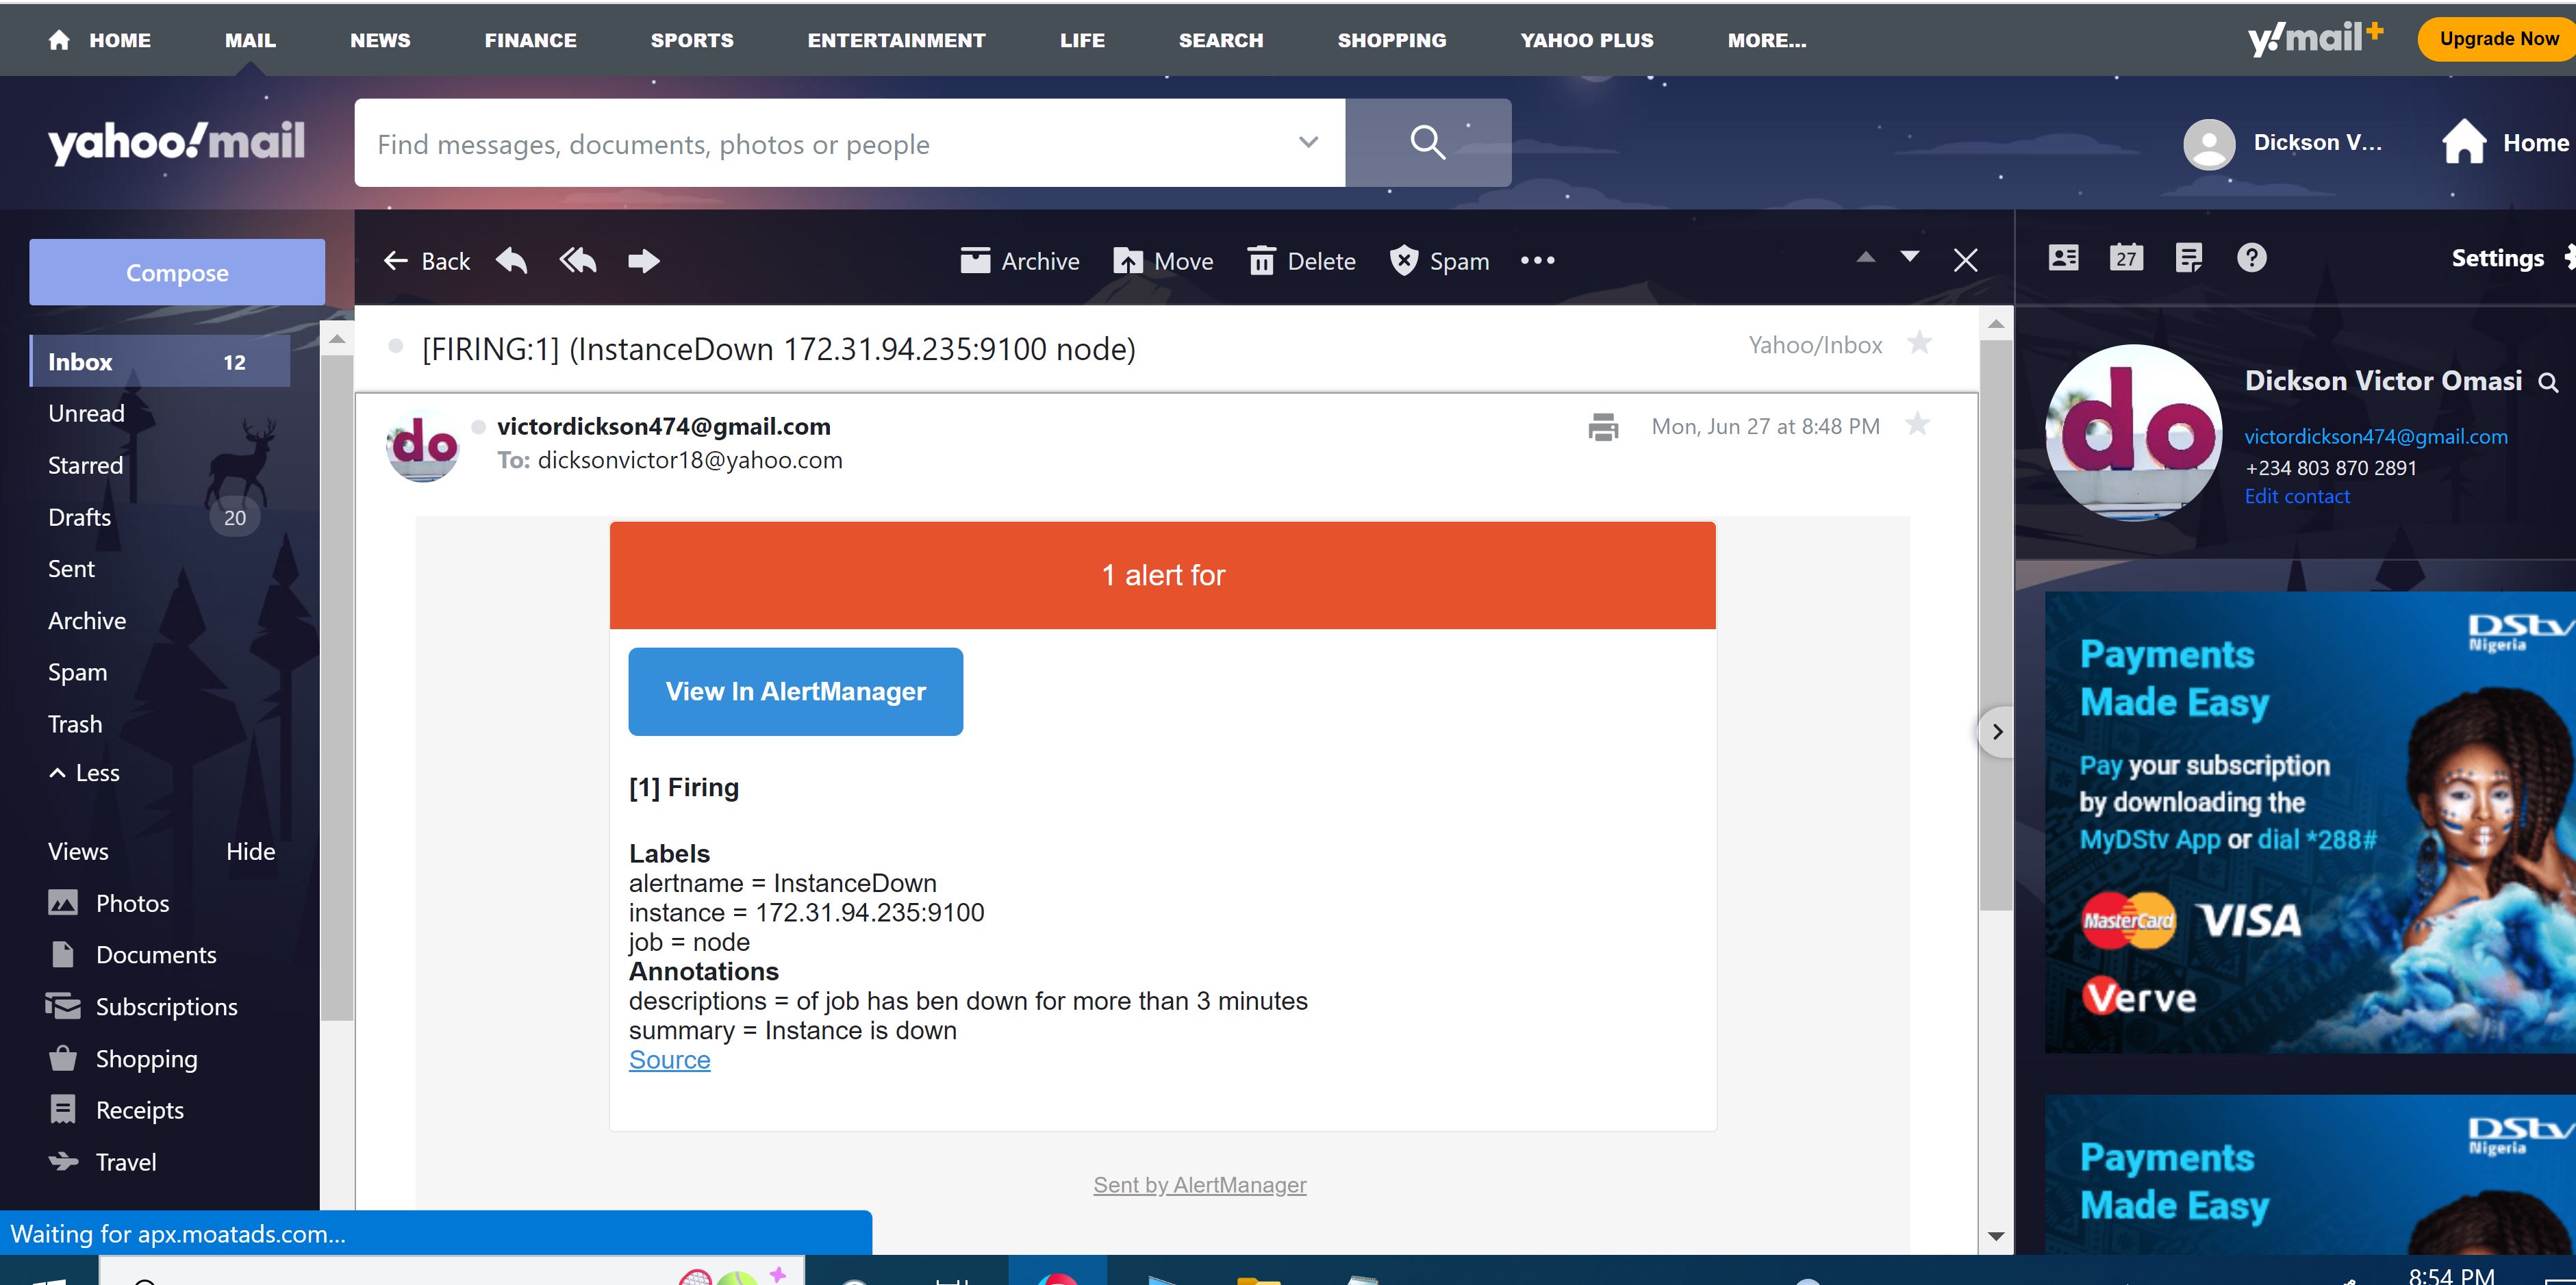 HOME MAIL NEWS FINANCE SPORTS ENTERTAINMENT LIFE SEARCH SHOPPING YAHOO PLUS MORE... y!mail+ Upgrade Now
yahoo!mail Find messages, documents, photos or people Dickson V... Home
Compose
Back Archive Move Delete Spam 27 Settings
Inbox 12
Unread
Starred
Drafts 20
Sent
Archive
Spam
Trash
Less
Views Hide
Photos
Documents
Subscriptions
Shopping
Receipts
Travel
[FIRING:1] (InstanceDown 172.31.94.235:9100 node) Yahoo/Inbox
do
victordickson474@gmail.com Mon, Jun 27 at 8:48 PM
To: dicksonvictor18@yahoo.com
1 alert for
View In AlertManager
[1] Firing
Labels
alertname = InstanceDown
instance = 172.31.94.235:9100
job = node
Annotations
descriptions = of job has ben down for more than 3 minutes
summary = Instance is down
Source
Sent by AlertManager
do
Dickson Victor Omasi
victordickson474@gmail.com
+234 803 870 2891
Edit contact
DStv
Nigeria
Payments
Made Easy
Pay your subscription
by downloading the
MyDStv App or dial *288#
MasterCard VISA
Verve
DStv
Nigeria
Payments
Made Easy
Waiting for apx.moatads.com...
8:54 PM